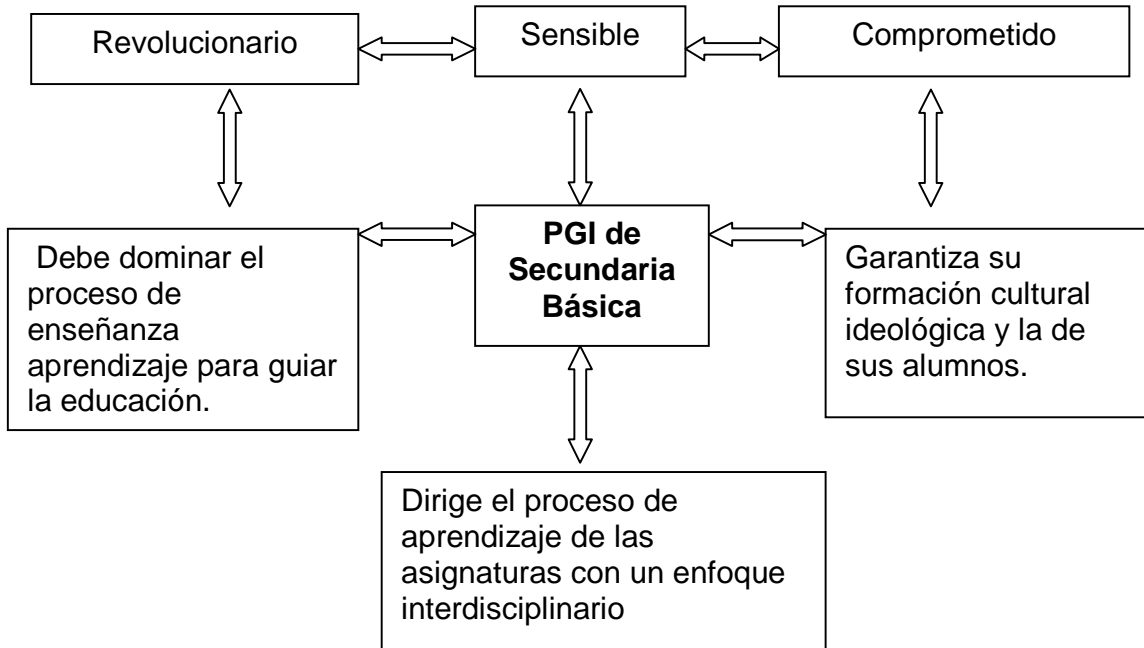 Revolucionario
Sensible
Comprometido
Debe dominar el
proceso de
enseñanza
aprendizaje para guiar
la educación.
PGI de
Secundaria
Básica
Garantiza su
formación cultural
ideológica y la de
sus alumnos.
Dirige el proceso de
aprendizaje de las
asignaturas con un enfoque
interdisciplinario